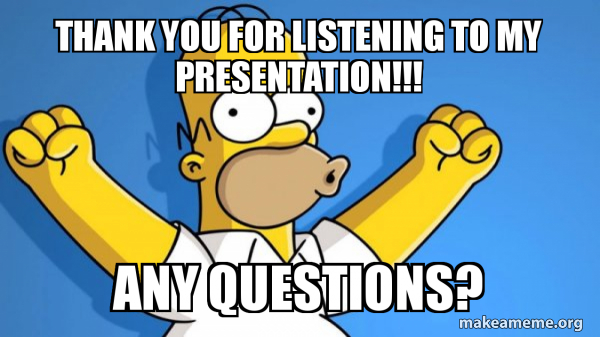 THANK YOU FOR LISTENING TO MY
PRESENTATION!!!
ANY QUESTIONS?
makeameme.org